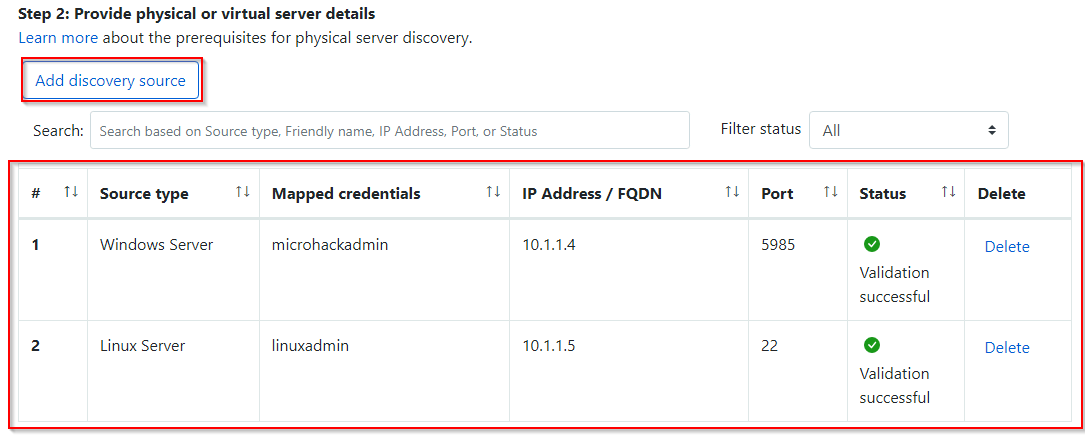 Step 2: Provide physical or virtual server details
Learn more about the prerequisites for physical server discovery.
Add discovery source
Search: Search based on Source type, Friendly name, IP Address, Port, or Status Filter status All
# Source type Mapped credentials IP Address / FQDN Port Status Delete
1 Windows Server microhackadmin 10.1.1.4 5985 Validation successful Delete
2 Linux Server linuxadmin 10.1.1.5 22 Validation successful Delete